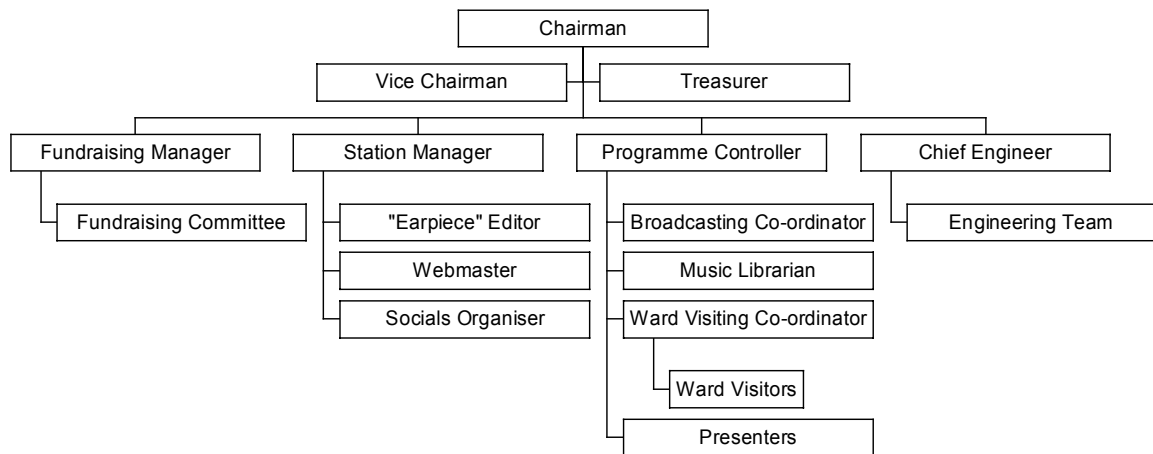 Chairman
Vice Chairman
Treasurer
Fundraising Manager
Station Manager
Programme Controller
Chief Engineer
Fundraising Committee
"Earpiece" Editor
Broadcasting Co-ordinator
Engineering Team
Webmaster
Music Librarian
Socials Organiser
Ward Visiting Co-ordinator
Ward Visitors
Presenters